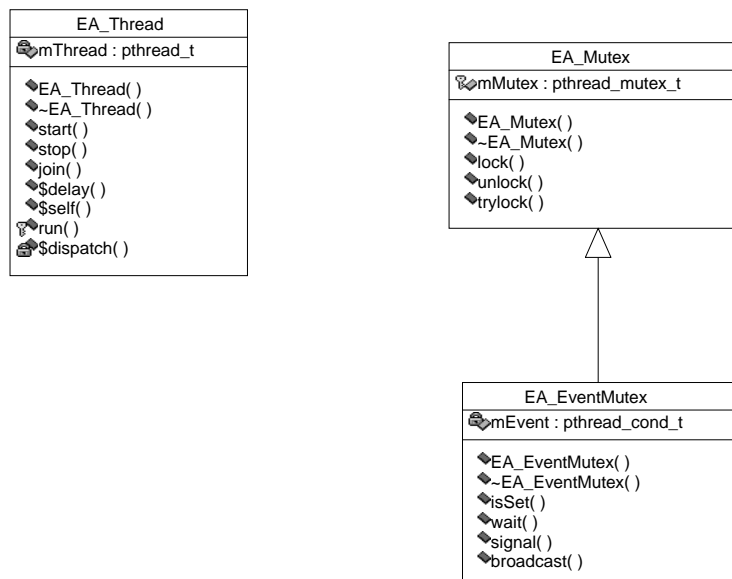 EA_Thread
mThread : pthread_t
EA_Thread( )
~EA_Thread( )
start( )
stop( )
join( )
$delay( )
$self( )
run( )
$dispatch( )
EA_Mutex
mMutex : pthread_mutex_t
EA_Mutex( )
~EA_Mutex( )
lock( )
unlock( )
trylock( )
EA_EventMutex
mEvent : pthread_cond_t
EA_EventMutex( )
~EA_EventMutex( )
isSet( )
wait( )
signal( )
broadcast( )